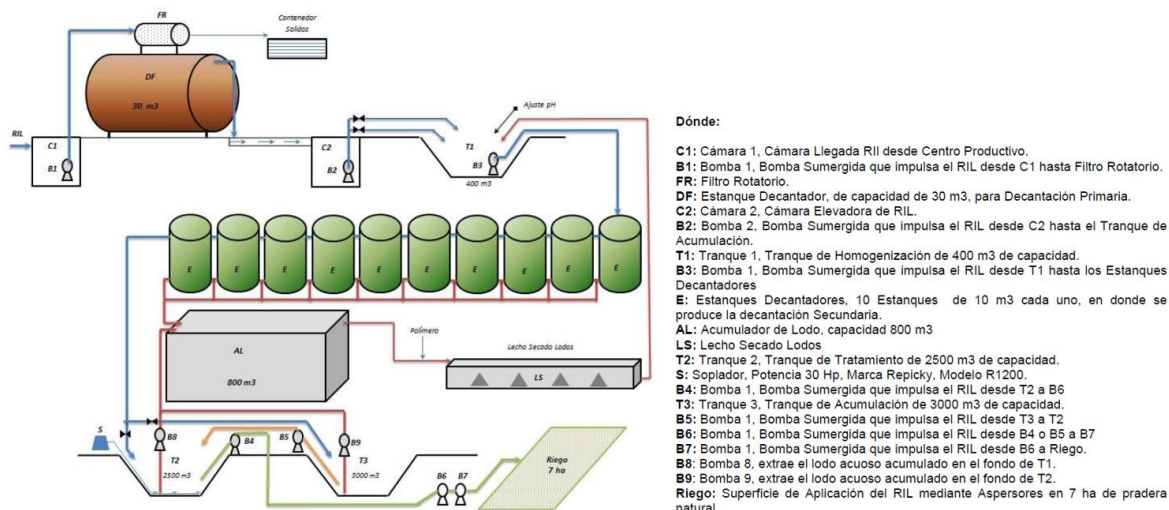 FR
Contenedor
Solidos
DF
30 m3
RIL
C1
B1
C2
B2
Ajuste pH
T1
B3
400 m3
E E E E E E E E E
AL
800 m3
Polímero
Lecho Secado Lodos
LS
S
B8
T2
2500 m3
B4
B5
B9
T3
3000 m3
B6 B7
Riego
7 ha
Dónde:
C1: Cámara 1, Cámara Llegada RIl desde Centro Productivo.
B1: Bomba 1, Bomba Sumergida que impulsa el RIL desde C1 hasta Filtro Rotatorio.
FR: Filtro Rotatorio.
DF: Estanque Decantador, de capacidad de 30 m3, para Decantación Primaria.
C2: Cámara 2, Cámara Elevadora de RIL.
B2: Bomba 2, Bomba Sumergida que impulsa el RIL desde C2 hasta el Tranque de
Acumulación.
T1: Tranque 1, Tranque de Homogenización de 400 m3 de capacidad.
B3: Bomba 1, Bomba Sumergida que impulsa el RIL desde T1 hasta los Estanques
Decantadores
E: Estanques Decantadores, 10 Estanques de 10 m3 cada uno, en donde se
produce la decantación Secundaria.
AL: Acumulador de Lodo, capacidad 800 m3
LS: Lecho Secado Lodos
T2: Tranque 2, Tranque de Tratamiento de 2500 m3 de capacidad.
S: Soplador, Potencia 30 Hp, Marca Repicky, Modelo R1200.
B4: Bomba 1, Bomba Sumergida que impulsa el RIL desde T2 a B6
T3: Tranque 3, Tranque de Acumulación de 3000 m3 de capacidad.
B5: Bomba 1, Bomba Sumergida que impulsa el RIL desde T3 a T2
B6: Bomba 1, Bomba Sumergida que impulsa el RIL desde B4 o B5 a B7
B7: Bomba 1, Bomba Sumergida que impulsa el RIL desde B6 a Riego.
B8: Bomba 8, extrae el lodo acuoso acumulado en el fondo de T1.
B9: Bomba 9, extrae el lodo acuoso acumulado en el fondo de T2.
Riego: Superficie de Aplicación del RIL mediante Aspersores en 7 ha de pradera
natural